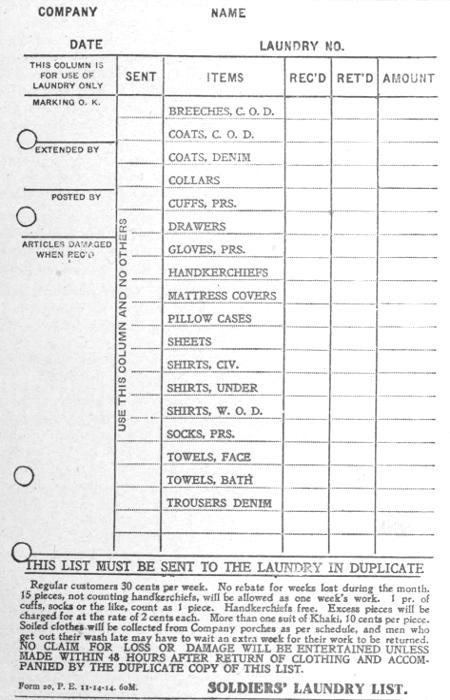 COMPANY NAME
DATE LAUNDRY NO.
THIS COLUMN IS
FOR USE OF
LAUNDRY ONLY
SENT ITEMS REC'D RET'D AMOUNT
MARKING O. K.
EXTENDED BY
POSTED BY
ARTICLES DAMAGED
WHEN REC'D
USE THIS COLUMN AND NO OTHERS
BREECHES, C. O. D.
COATS, C. O. D.
COATS, DENIM
COLLARS
CUFFS, PRS.
DRAWERS
GLOVES, PRS.
HANDKERCHIEFS
MATTRESS COVERS
PILLOW CASES
SHEETS
SHIRTS, CIV.
SHIRTS, UNDER
SHIRTS, W. O. D.
SOCKS, PRS.
TOWELS, FACE
TOWELS, BATH
TROUSERS DENIM
THIS LIST MUST BE SENT TO THE LAUNDRY IN DUPLICATE
Regular customers 30 cents per week. No rebate for weeks lost during the month.
15 pieces, not counting handkerchiefs, will be allowed as one week's work. 1 pr. of
cuffs, socks or the like, count as 1 piece. Handkerchiefs free. Excess pieces will be
charged for at the rate of 2 cents each. More than one suit of Khaki, 10 cents per piece.
Soiled clothes will be collected from Company porches as per schedule, and men who
get out their wash late may have to wait an extra week for their work to be returned.
NO CLAIM FOR LOSS OR DAMAGE WILL BE ENTERTAINED UNLESS
MADE WITHIN 48 HOURS AFTER RETURN OF CLOTHING AND ACCOM-
PANIED BY THE DUPLICATE COPY OF THIS LIST.
Form 20, P. E. 11-14-14. 60M. SOLDIERS' LAUNDRY LIST.